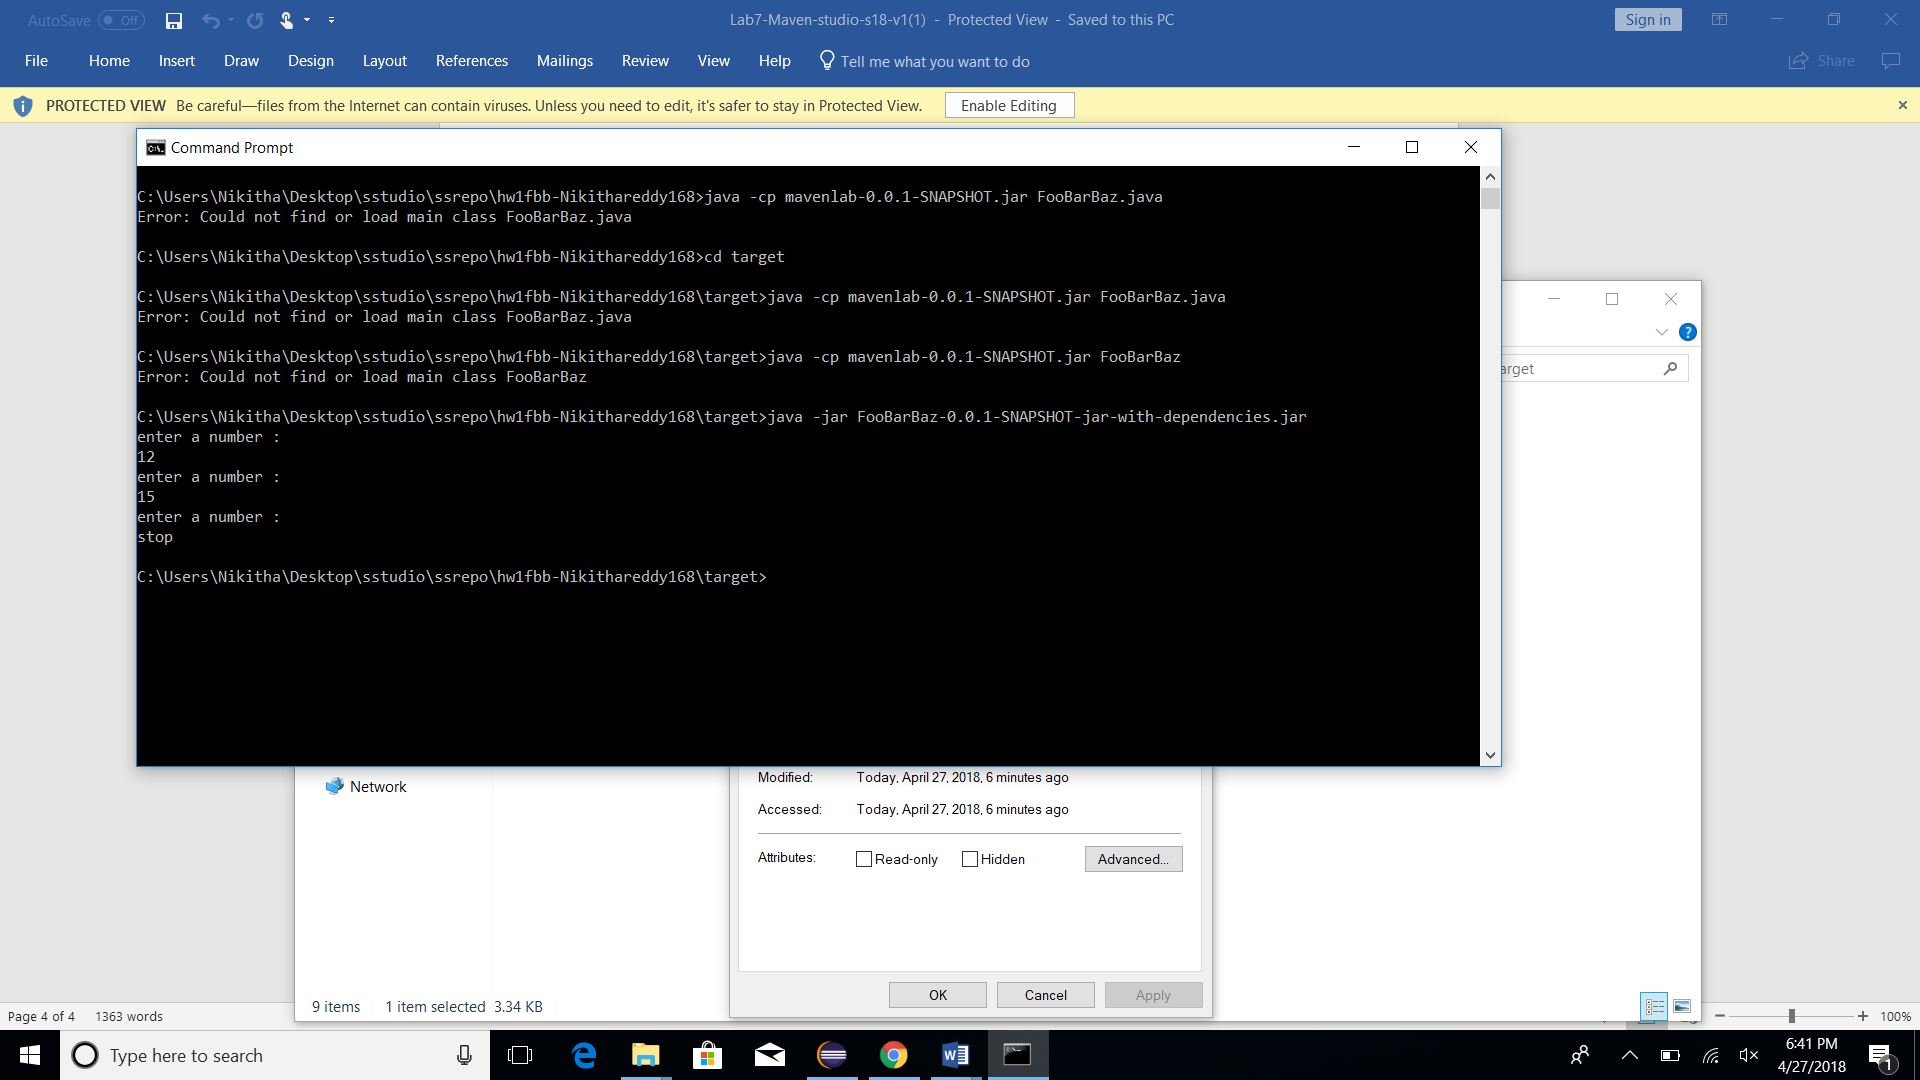 AutoSave Off
Lab7-Maven-studio-s18-v1(1) - Protected View - Saved to this PC
Sign in
File Home Insert Draw Design Layout References Mailings Review View Help Tell me what you want to do
Share
PROTECTED VIEW Be careful—files from the Internet can contain viruses. Unless you need to edit, it's safer to stay in Protected View. Enable Editing
Command Prompt
C:\Users\Nikitha\Desktop\sstudio\ssrepo\hw1fbb-Nikithareddy168>java -cp mavenlab-0.0.1-SNAPSHOT.jar FooBarBaz.java
Error: Could not find or load main class FooBarBaz.java
C:\Users\Nikitha\Desktop\sstudio\ssrepo\hw1fbb-Nikithareddy168>cd target
C:\Users\Nikitha\Desktop\sstudio\ssrepo\hw1fbb-Nikithareddy168\target>java -cp mavenlab-0.0.1-SNAPSHOT.jar FooBarBaz.java
Error: Could not find or load main class FooBarBaz.java
C:\Users\Nikitha\Desktop\sstudio\ssrepo\hw1fbb-Nikithareddy168\target>java -cp mavenlab-0.0.1-SNAPSHOT.jar FooBarBaz
Error: Could not find or load main class FooBarBaz
C:\Users\Nikitha\Desktop\sstudio\ssrepo\hw1fbb-Nikithareddy168\target>java -jar FooBarBaz-0.0.1-SNAPSHOT-jar-with-dependencies.jar
enter a number :
12
enter a number :
15
enter a number :
stop
C:\Users\Nikitha\Desktop\sstudio\ssrepo\hw1fbb-Nikithareddy168\target>
arget
Network
Modified: Today, April 27, 2018, 6 minutes ago
Accessed: Today, April 27, 2018, 6 minutes ago
Attributes: Read-only Hidden Advanced...
OK Cancel Apply
9 items 1 item selected 3.34 KB
Page 4 of 4 1363 words
100%
Type here to search
6:41 PM
4/27/2018
1